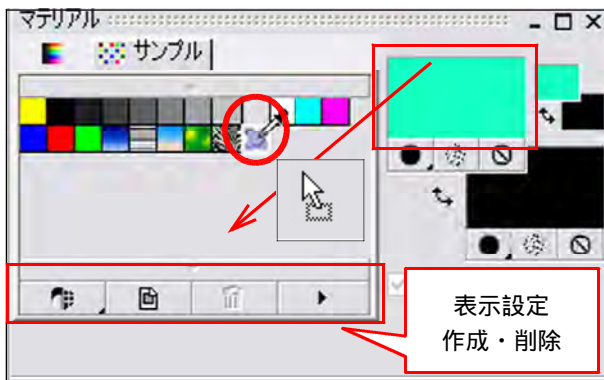 マテリアル
サンプル
表示設定
作成・削除